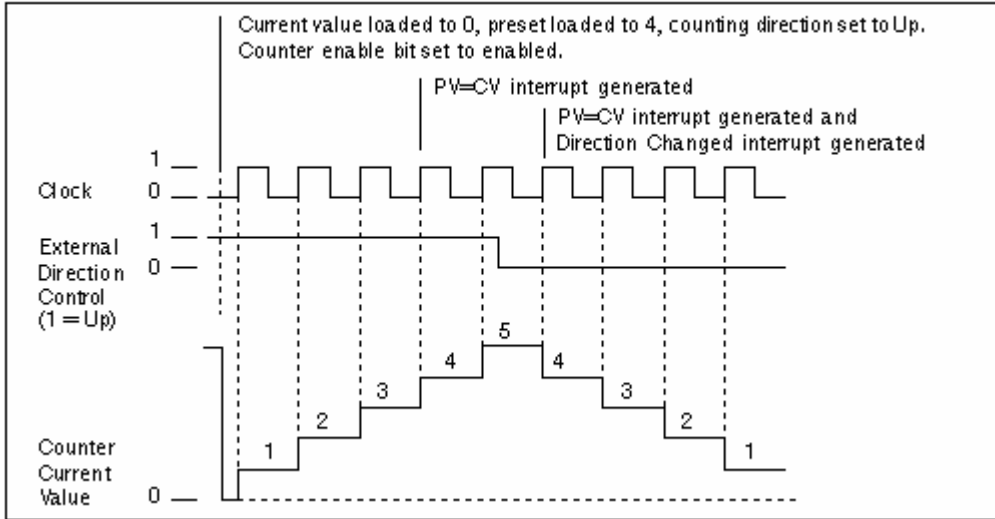 Current value loaded to 0, preset loaded to 4, counting direction set to Up.
Counter enable bit set to enabled.
PV=CV interrupt generated
PV=CV interrupt generated and
Direction Changed interrupt generated
1
Clock
0
1
External
Direction
Control
(1 = Up)
0
5
4
4
3
3
2
2
1
1
Counter
Current
Value
0